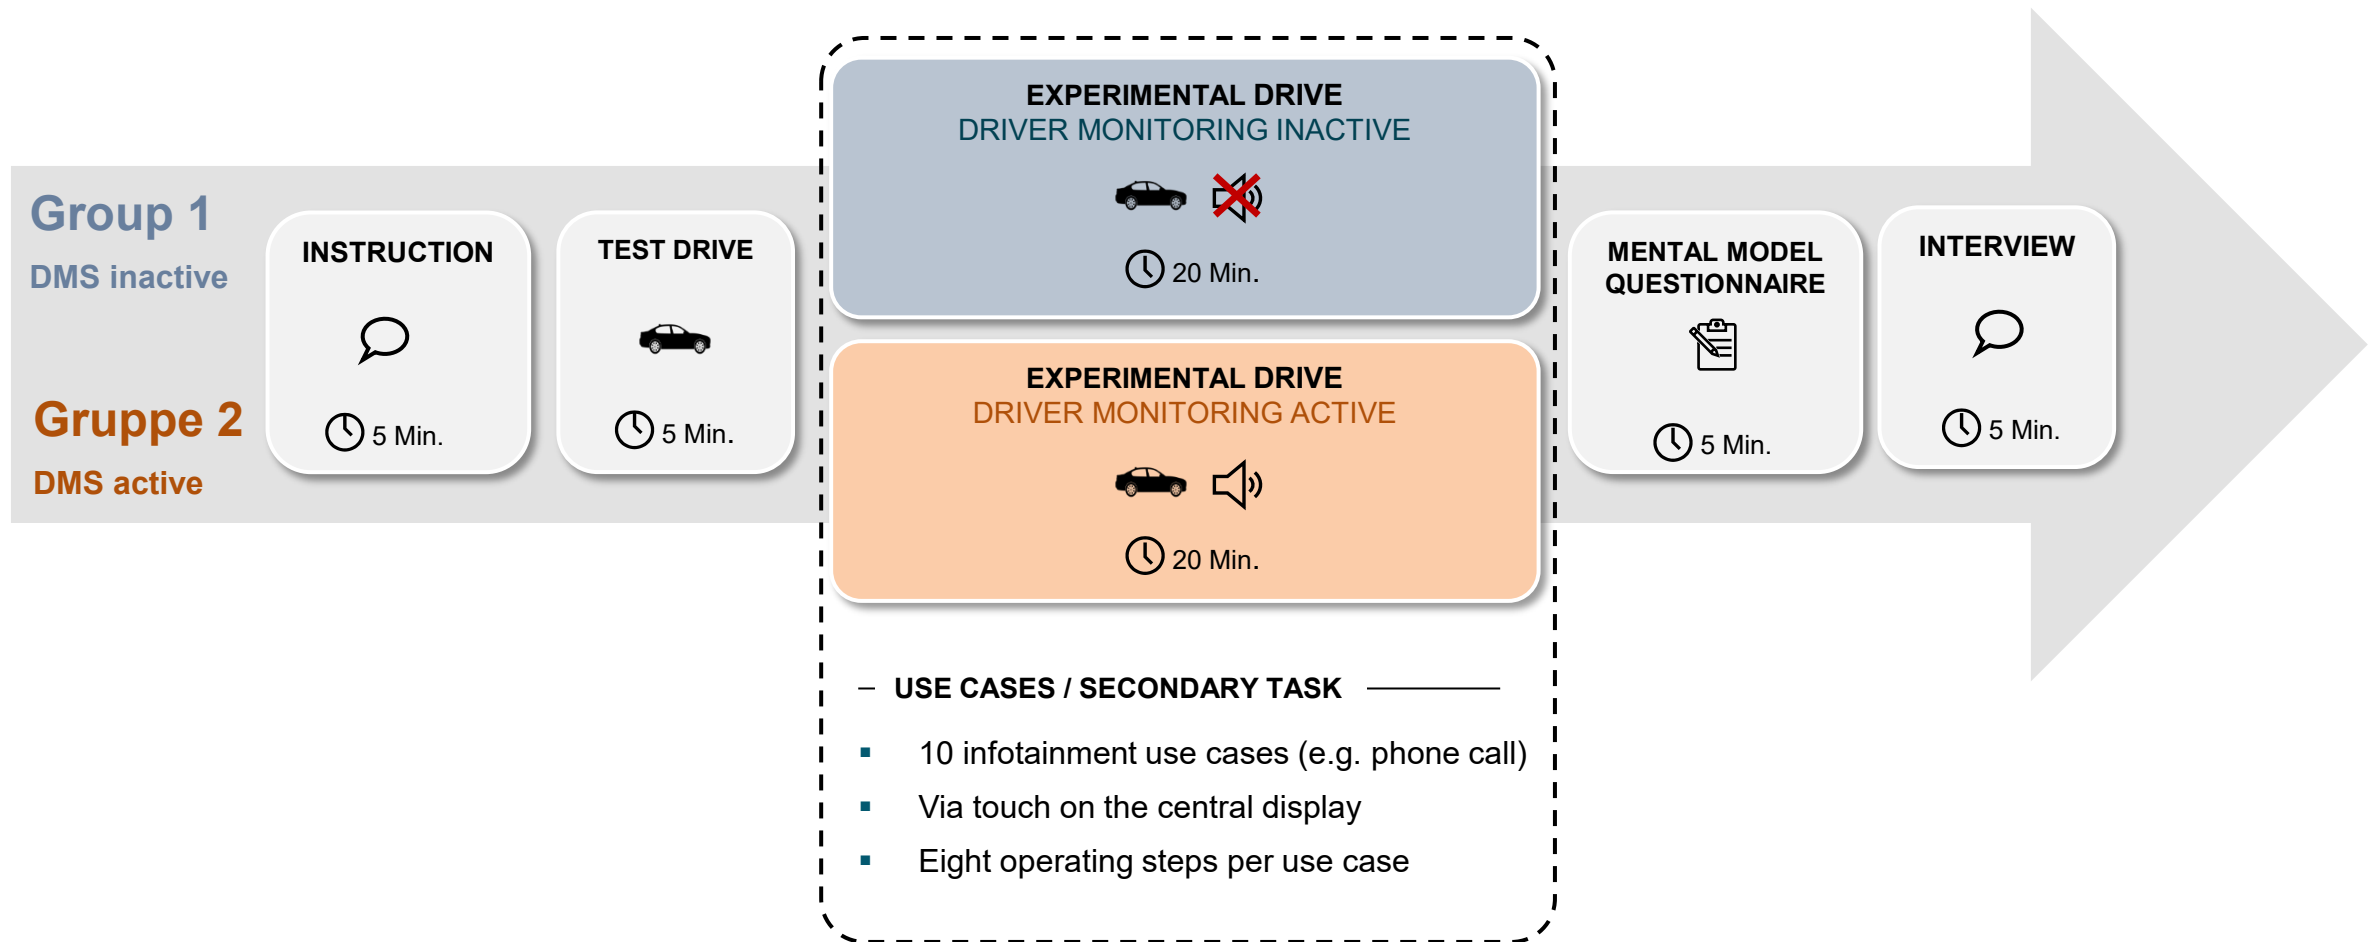 Group 1
DMS inactive
Gruppe 2
DMS active
INSTRUCTION
5 Min.
TEST DRIVE
5 Min.
EXPERIMENTAL DRIVE
DRIVER MONITORING INACTIVE
20 Min.
EXPERIMENTAL DRIVE
DRIVER MONITORING ACTIVE
20 Min.
USE CASES / SECONDARY TASK
▪ 10 infotainment use cases (e.g. phone call)
▪ Via touch on the central display
▪ Eight operating steps per use case
MENTAL MODEL
QUESTIONNAIRE
5 Min.
INTERVIEW
5 Min.